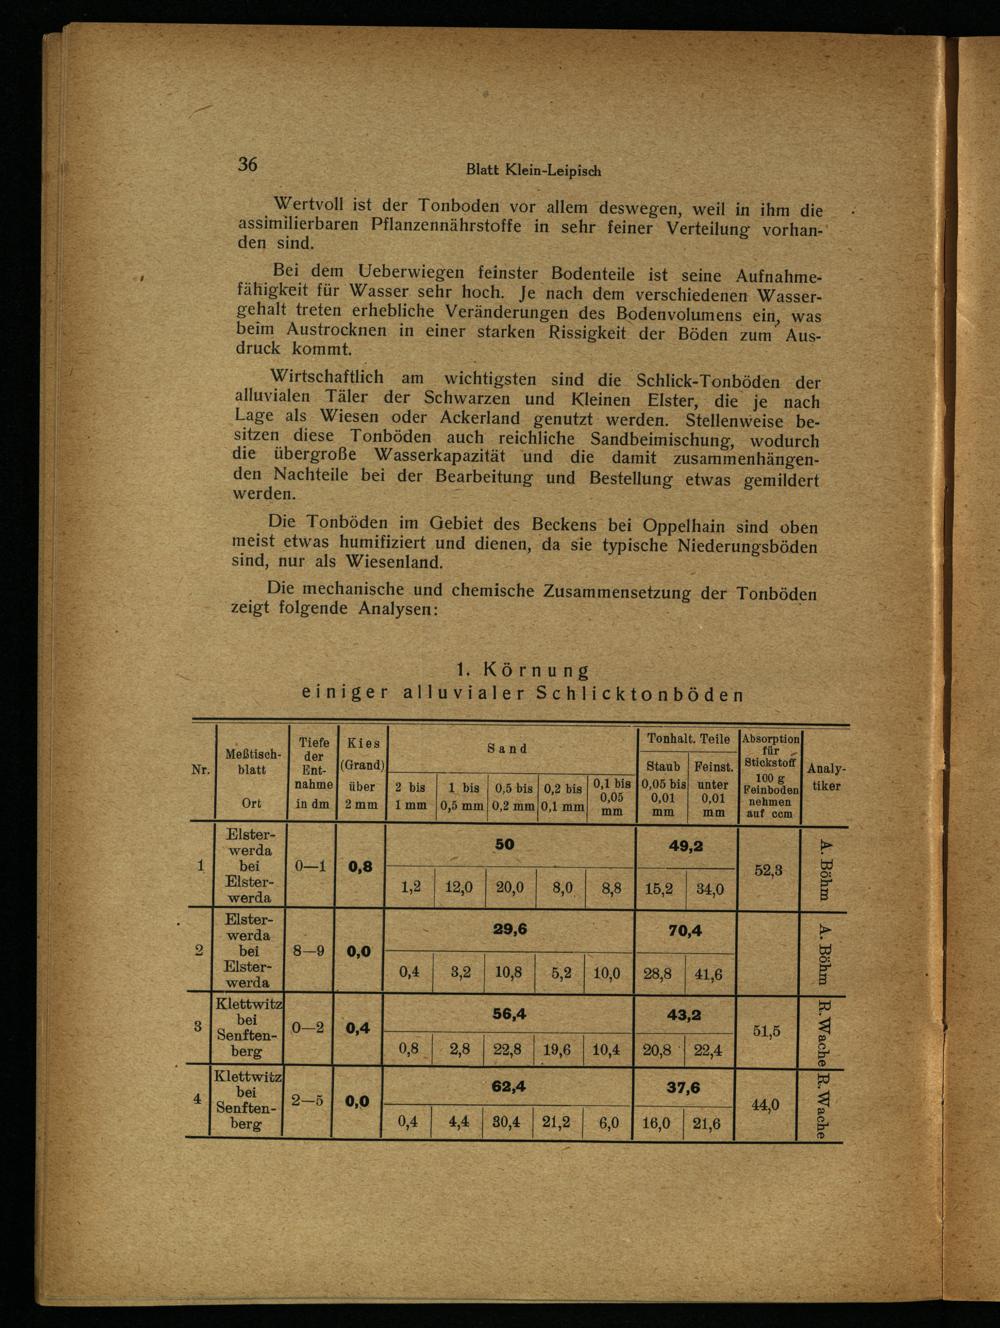 36
Blatt Klein-Leipisch
Wertvoll ist der Tonboden vor allem deswegen, weil in ihm die
assimilierbaren Pflanzennährstoffe in sehr feiner Verteilung vorhan-
den sind.
Bei dem Ueberwiegen feinster Bodenteile ist seine Aufnahme-
fähigkeit für Wasser sehr hoch. Je nach dem verschiedenen Wasser-
gehalt treten erhebliche Veränderungen des Bodenvolumens ein, was
beim Austrocknen in einer starken Rissigkeit der Böden zum Aus-
druck kommt.
Wirtschaftlich am wichtigsten sind die Schlick-Tonböden der
alluvialen Täler der Schwarzen und Kleinen Elster, die je nach
Lage als Wiesen oder Ackerland genutzt werden. Stellenweise be-
sitzen diese Tonböden auch reichliche Sandbeimischung, wodurch
die übergroße Wasserkapazität und die damit zusammenhängen-
den Nachteile bei der Bearbeitung und Bestellung etwas gemildert
werden.
Die Tonböden im Gebiet des Beckens bei Oppelhain sind oben
meist etwas humifiziert und dienen, da sie typische Niederungsböden
sind, nur als Wiesenland.
Die mechanische und chemische Zusammensetzung der Tonböden
zeigt folgende Analysen:
1. Körnung
einiger alluvialer Schlicktonböden
Nr.
Meßtisch-
blatt
Ort
Tiefe
der
Ent-
nahme
in dm
Kies
(Grand)
über
2 mm
Sand
2 bis
1 mm
1 bis
0,5 mm
0,5 bis
0,2 mm
0,2 bis
0,1 mm
0,1 bis
0,05
mm
Tonhalt. Teile
Staub
0,05 bis
0,01
mm
Feinst.
unter
0,01
mm
Absorption
für
Stickstoff
100 g
Feinboden
nehmen
auf ccm
Analy-
tiker
1
Elster-
werda
bei
Elster-
werda
0—1
0,8
50
49,2
1,2 12,0 20,0 8,0 8,8 15,2 34,0
52,3
A. Böhm
2
Elster-
werda
bei
Elster-
werda
8—9
0,0
29,6
70,4
0,4 3,2 10,8 5,2 10,0 28,8 41,6
A. Böhm
3
Klettwitz
bei
Senften-
berg
0—2
0,4
56,4
43,2
0,8 2,8 22,8 19,6 10,4 20,8 22,4
51,5
R. Wache
4
Klettwitz
bei
Senften-
berg
2—5
0,0
62,4
37,6
0,4 4,4 30,4 21,2 6,0 16,0 21,6
44,0
R. Wache